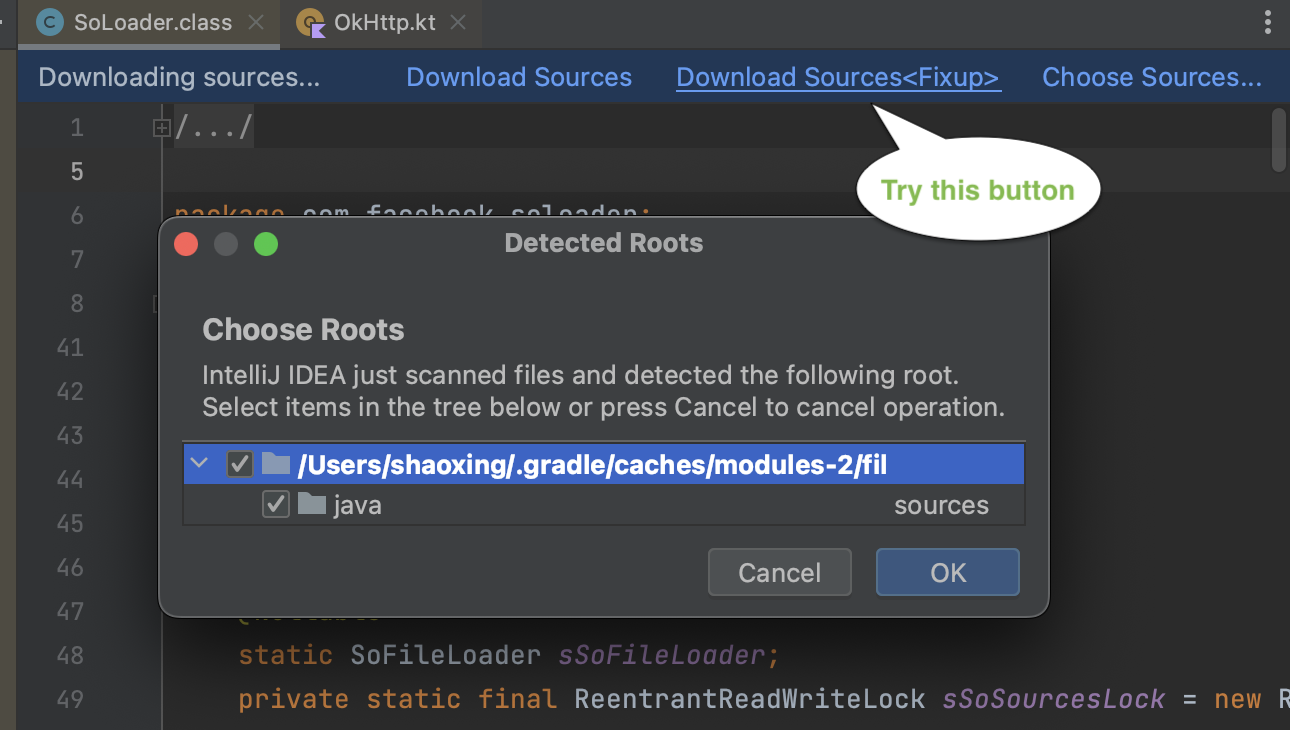 SoLoader.class
OkHttp.kt
Downloading sources... Download Sources Download Sources<Fixup> Choose Sources...
Try this button
1 /.../
5
6 package com.facebook.soloader;
7
8
41
42
43
44
45
46
47
48 static SoFileLoader sSoFileLoader;
49 private static final ReentrantReadWriteLock sSoSourcesLock = new R
Detected Roots
Choose Roots
IntelliJ IDEA just scanned files and detected the following root.
Select items in the tree below or press Cancel to cancel operation.
/Users/shaoxing/.gradle/caches/modules-2/fil
java sources
Cancel OK